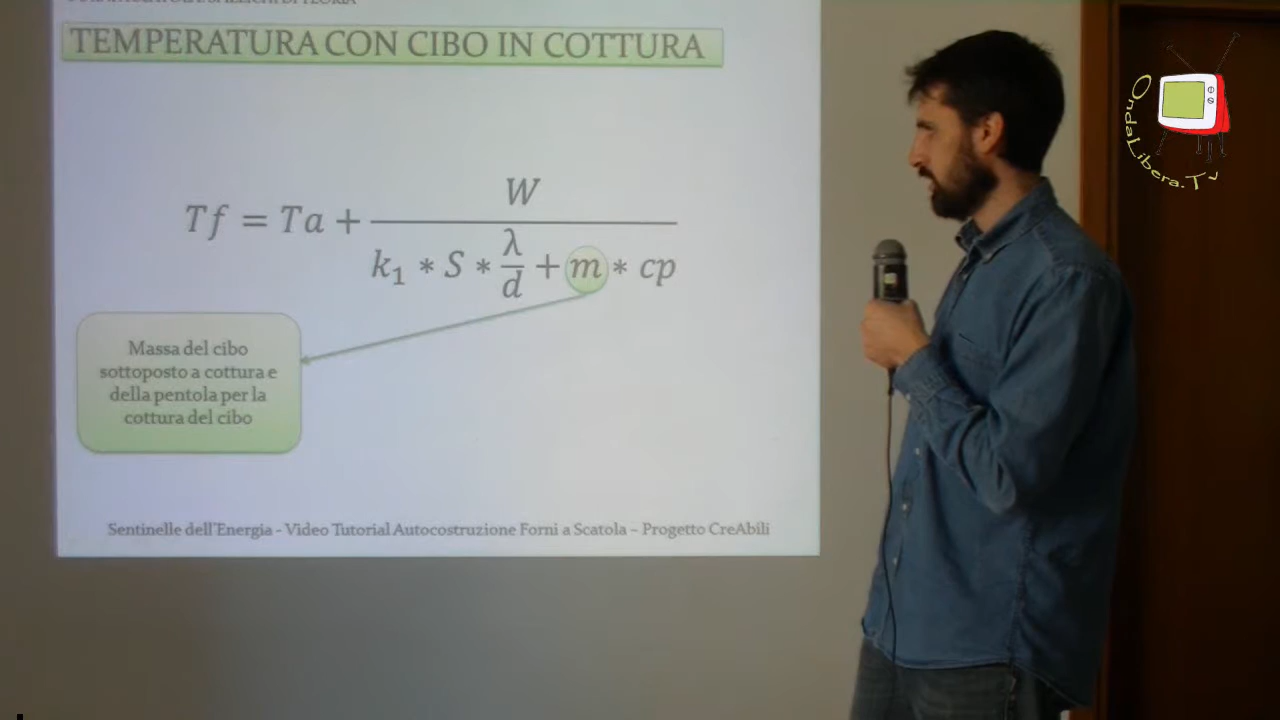 TEMPERATURA CON CIBO IN COTTURA
Tf = Ta + W / (k₁ * S * λ/d + m * cp)
Massa del cibo
sottoposto a cottura e
della pentola per la
cottura del cibo
Sentinelle dell'Energia - Video Tutorial Autocostruzione Forni a Scatola – Progetto CreAbili
OndaLibera.Tv